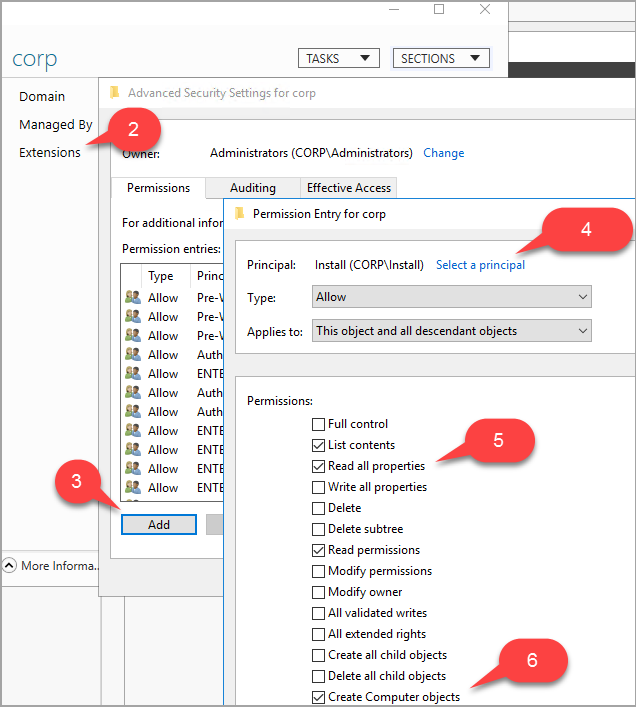 corp
TASKS
SECTIONS
Domain
Managed By
Extensions
2
Advanced Security Settings for corp
Owner: Administrators (CORP\Administrators) Change
Permissions Auditing Effective Access
For additional infor
Permission entries:
Type Princ
Allow Pre-W
Allow Pre-W
Allow Pre-W
Allow Auth
Allow ENTE
Allow Auth
Allow Auth
Allow ENTE
Allow ENTE
Allow ENTE
Allow ENTE
3
Add
More Informa...
Permission Entry for corp
4
Principal: Install (CORP\Install) Select a principal
Type: Allow
Applies to: This object and all descendant objects
Permissions:
Full control
List contents
5
Read all properties
Write all properties
Delete
Delete subtree
Read permissions
Modify permissions
Modify owner
All validated writes
All extended rights
Create all child objects
6
Delete all child objects
Create Computer objects